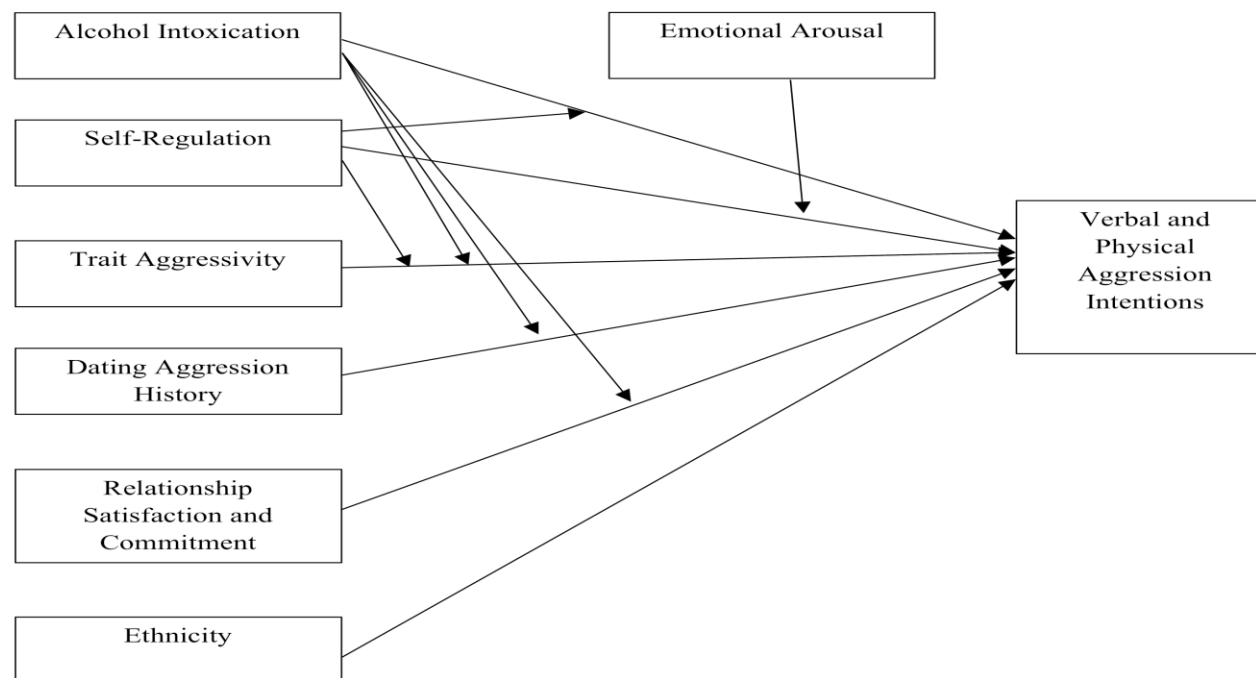 Alcohol Intoxication
Emotional Arousal
Self-Regulation
Verbal and
Physical
Aggression
Intentions
Trait Aggressivity
Dating Aggression
History
Relationship
Satisfaction and
Commitment
Ethnicity